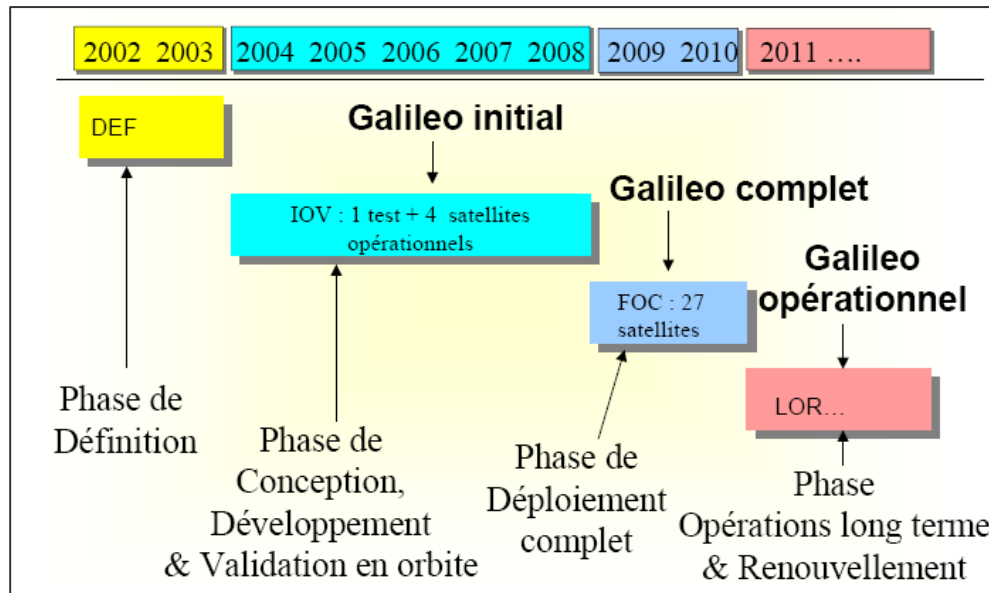 2002 2003 2004 2005 2006 2007 2008 2009 2010 2011 ....
DEF
Galileo initial
IOV : 1 test + 4 satellites
opérationnels
Galileo complet
FOC : 27
satellites
Galileo
opérationnel
LOR...
Phase de
Définition
Phase de
Conception,
Développement
& Validation en orbite
Phase de
Déploiement
complet
Phase
Opérations long terme
& Renouvellement